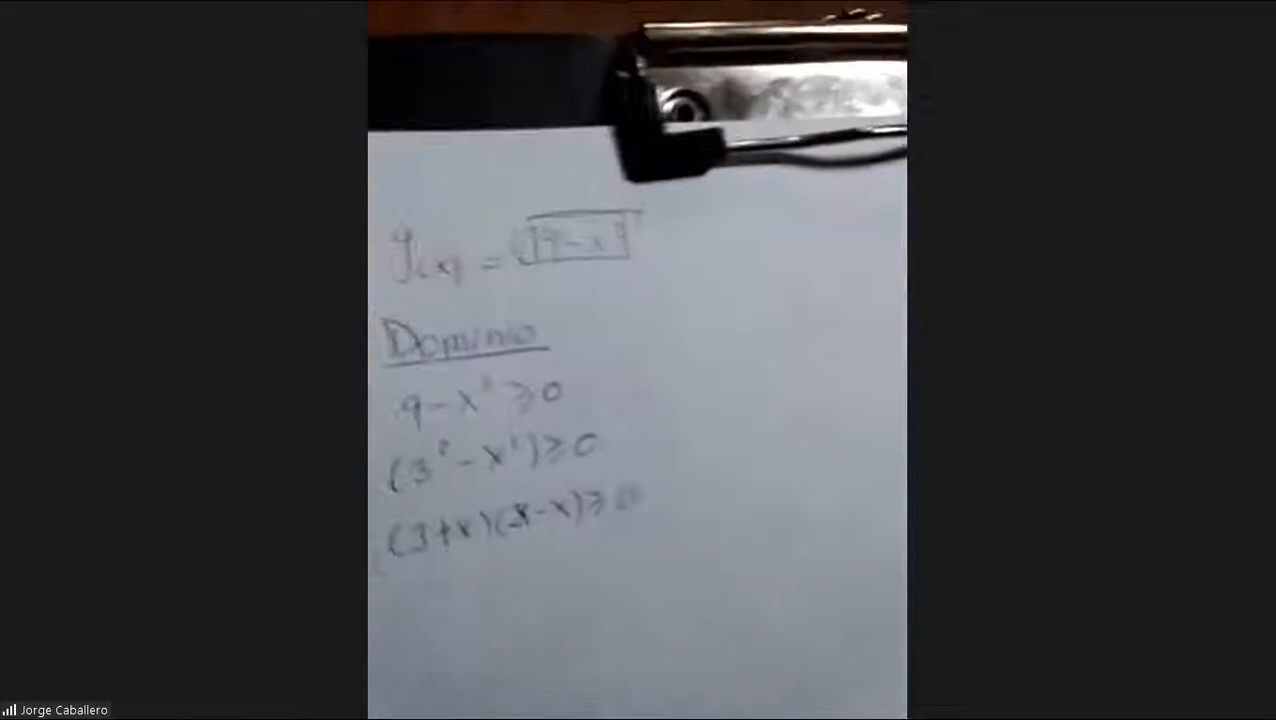 y(x) = √9-x²
Dominio
9-x² ≥ 0
(3²-x²) ≥ 0
(3+x)(3-x) ≥ 0
Jorge Caballero